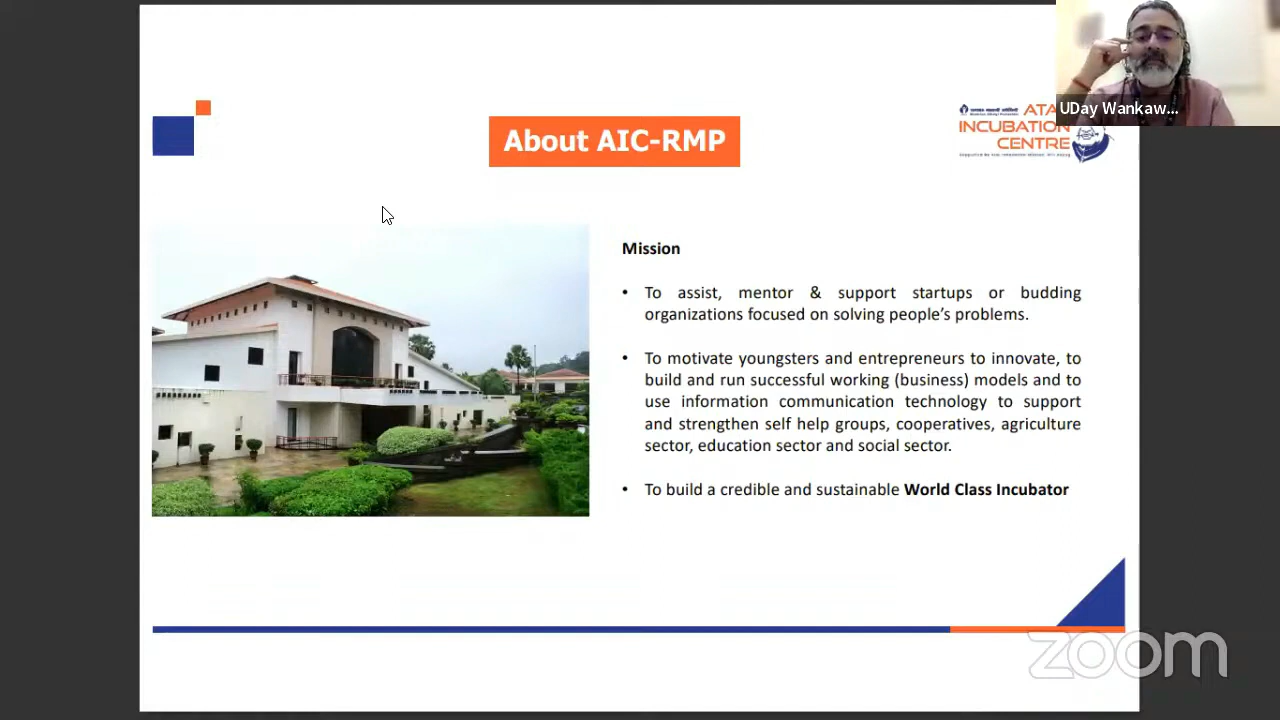 UDay Wankaw...
About AIC-RMP
ATA
INCUBATION
CENTRE
Mission
• To assist, mentor & support startups or budding
organizations focused on solving people's problems.
• To motivate youngsters and entrepreneurs to innovate, to
build and run successful working (business) models and to
use information communication technology to support
and strengthen self help groups, cooperatives, agriculture
sector, education sector and social sector.
• To build a credible and sustainable World Class Incubator
zoom